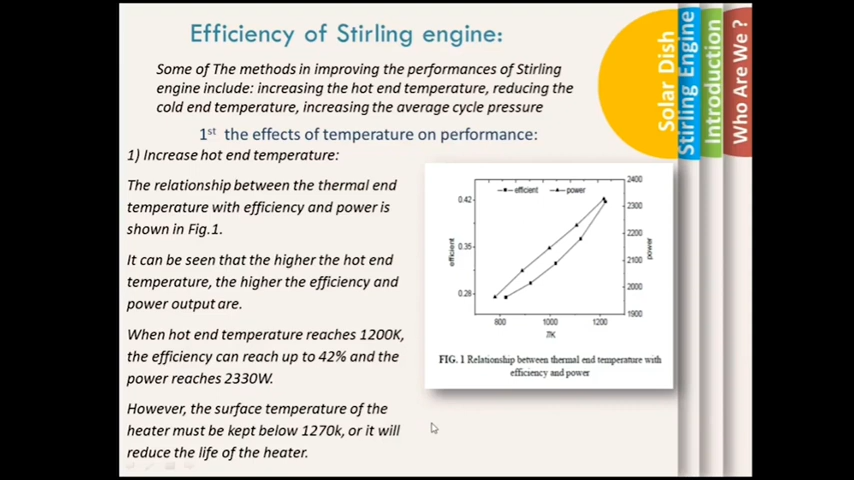 Efficiency of Stirling engine:
Some of The methods in improving the performances of Stirling
engine include: increasing the hot end temperature, reducing the
cold end temperature, increasing the average cycle pressure
1st the effects of temperature on performance:
1) Increase hot end temperature:
The relationship between the thermal end
temperature with efficiency and power is
shown in Fig.1.
It can be seen that the higher the hot end
temperature, the higher the efficiency and
power output are.
When hot end temperature reaches 1200K,
the efficiency can reach up to 42% and the
power reaches 2330W.
However, the surface temperature of the
heater must be kept below 1270k, or it will
reduce the life of the heater.
efficient power
efficient
0.42
0.35
0.28
2400
2300
2200
2100
2000
1900
power
800 1000 1200
T/K
FIG. 1 Relationship between thermal end temperature with
efficiency and power
Solar Dish
Stirling Engine
Introduction
Who Are We ?